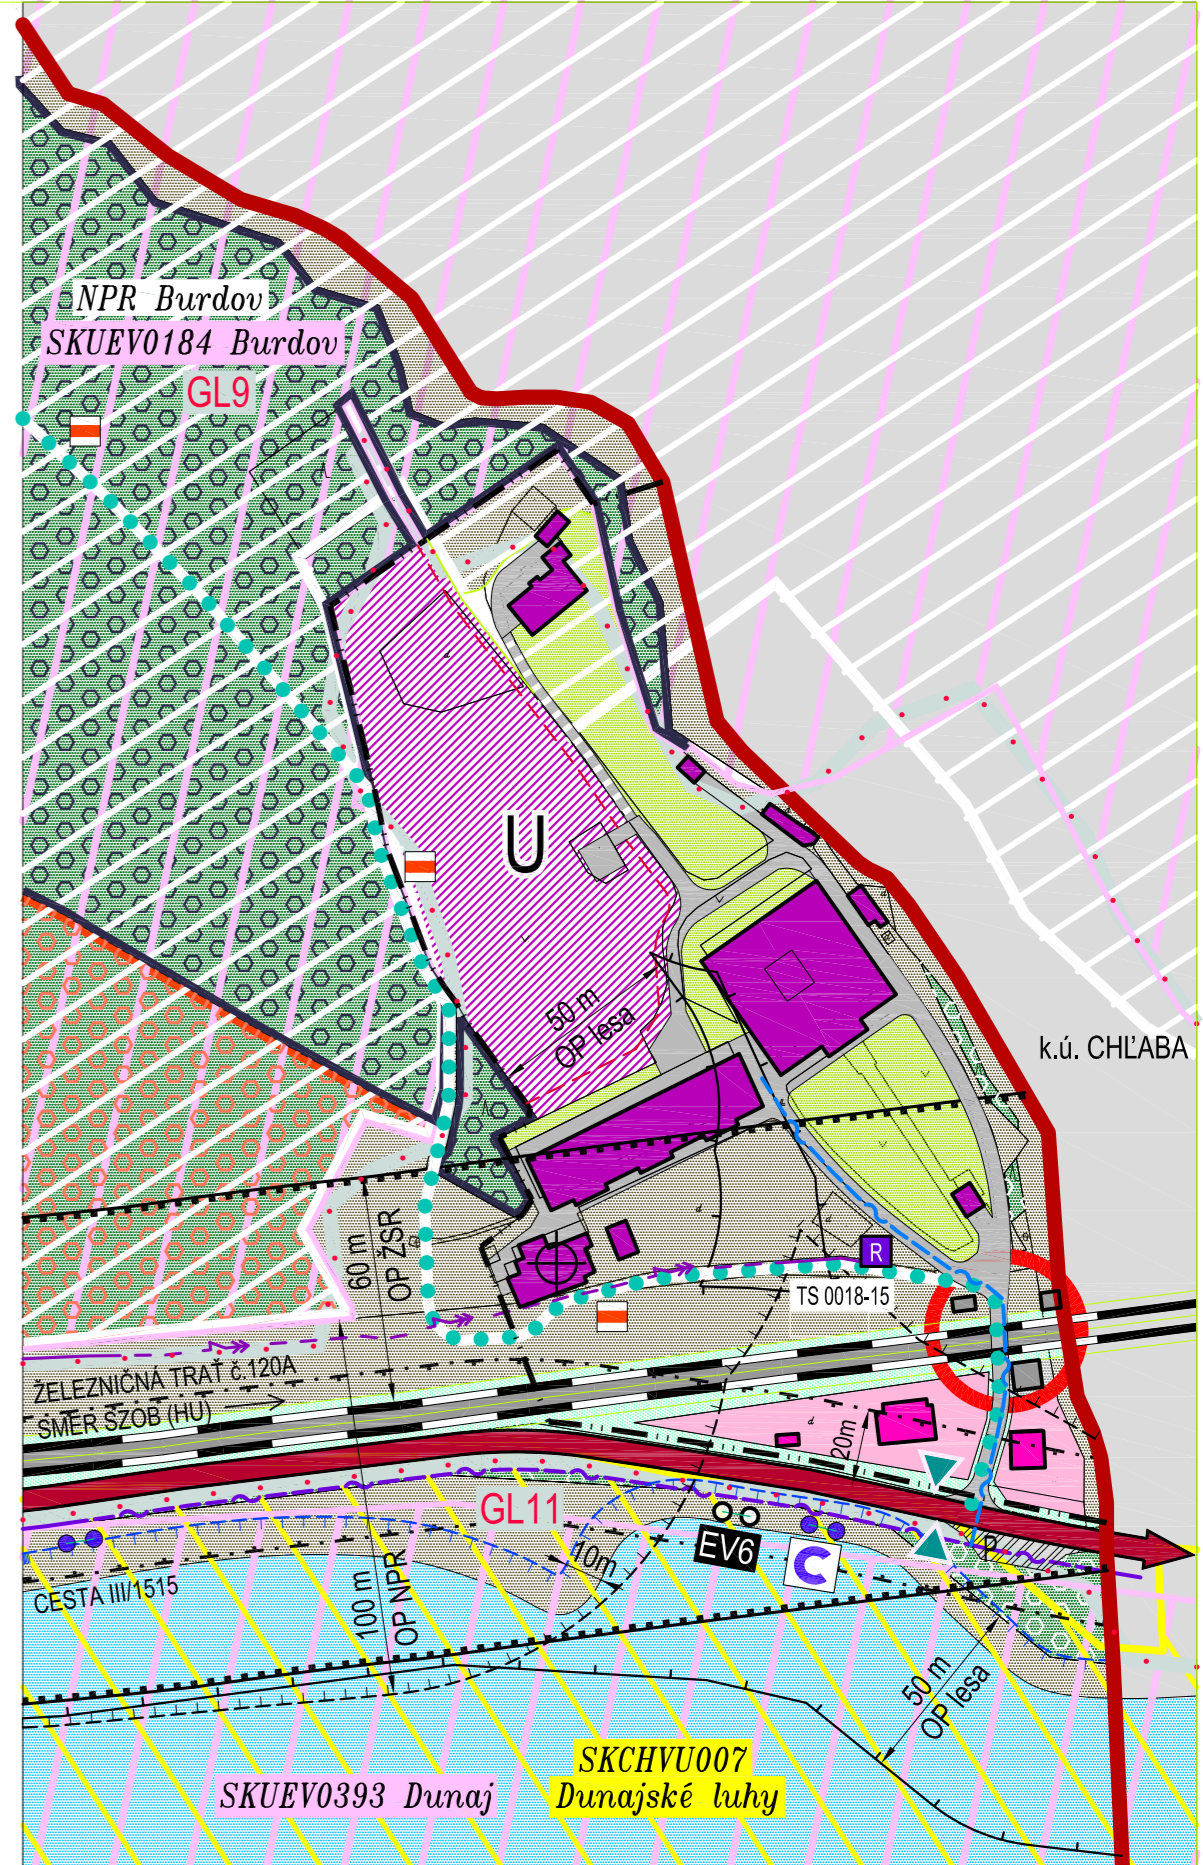 NPR Burdov
SKUEV0184 Burdov
GL9
U
50 m
OP lesa
k.ú. CHĽABA
60 m
OP ŽSR
R
TS 0018-15
ŽELEZNIČNÁ TRAŤ č.120A
SMER SZOB (HU)
20m
GL11
P
EV6
C
10m
CESTA III/1515
100 m
OP NPR
50 m
OP lesa
SKCHVU007
Dunajské luhy
SKUEV0393 Dunaj